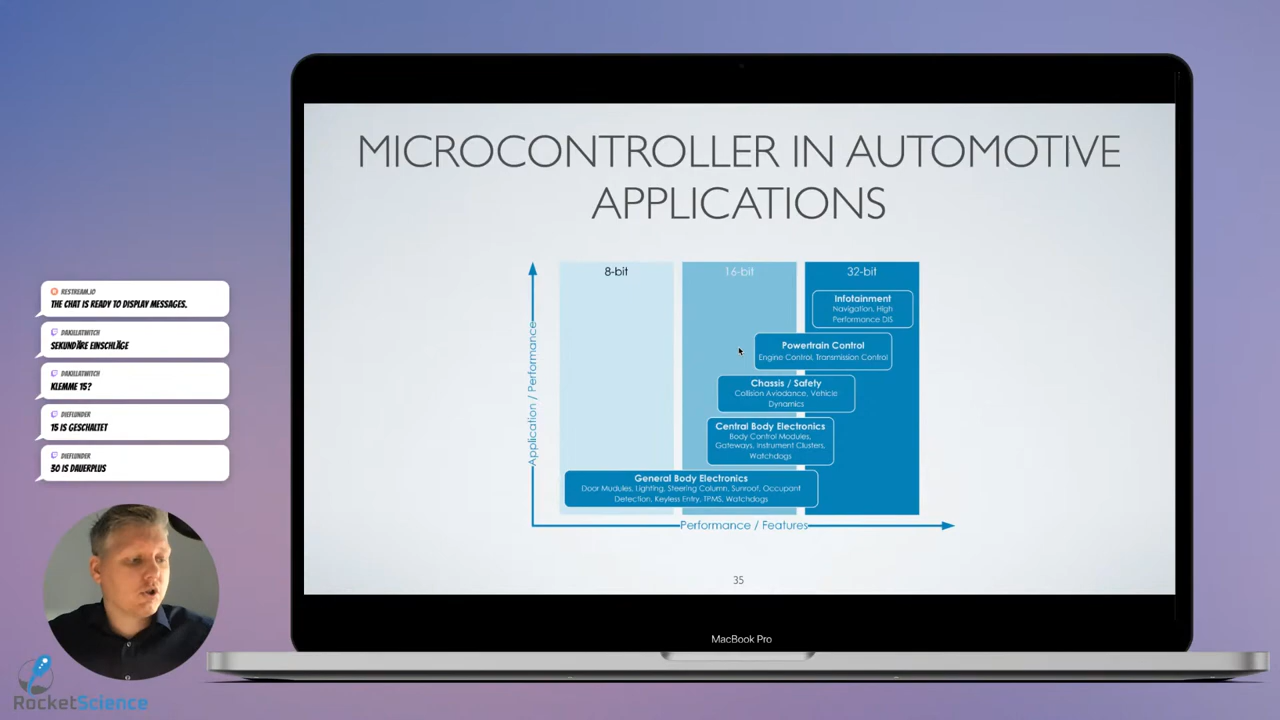 RESTREAM.IO
THE CHAT IS READY TO DISPLAY MESSAGES.
DAKILLATWITCH
SEKUNDÄRE EINSCHLÄGE
DAKILLATWITCH
KLEMME 15?
DIEFLUNDER
15 IS GESCHALTET
DIEFLUNDER
30 IS DAUERPLUS
RocketScience
MICROCONTROLLER IN AUTOMOTIVE
APPLICATIONS
Application / Performance
8-bit
16-bit
32-bit
Infotainment
Navigation, High
Performance DIS
Powertrain Control
Engine Control, Transmission Control
Chassis / Safety
Collision Aviodance, Vehicle
Dynamics
Central Body Electronics
Body Control Modules,
Gateways, Instrument Clusters,
Watchdogs
General Body Electronics
Door Mudules, Lighting, Steering Column, Sunroof, Occupant
Detection, Keyless Entry, TPMS, Watchdogs
Performance / Features
35
MacBook Pro